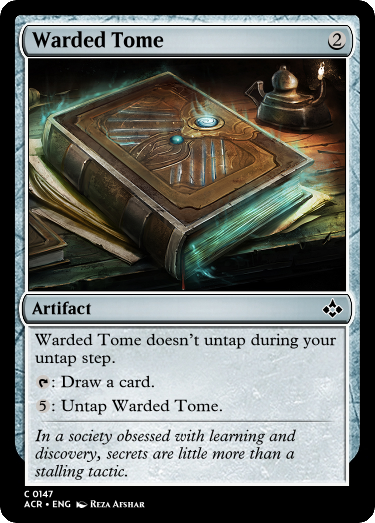 Warded Tome 2
Artifact
Warded Tome doesn't untap during your
untap step.
: Draw a card.
5: Untap Warded Tome.
In a society obsessed with learning and
discovery, secrets are little more than a
stalling tactic.
C 0147
ACR • ENG Reza Afshar